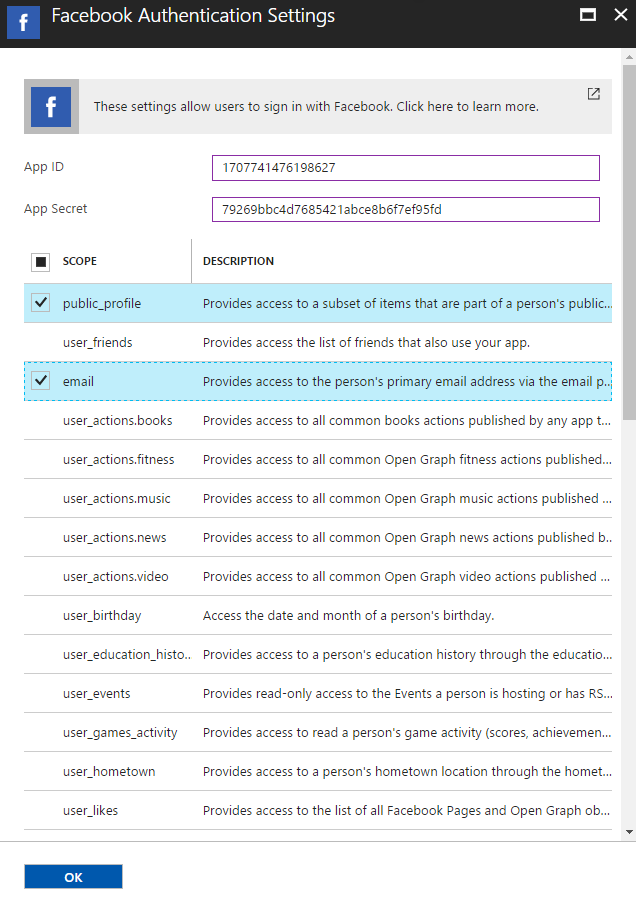 Facebook Authentication Settings
These settings allow users to sign in with Facebook. Click here to learn more.
App ID 1707741476198627
App Secret 79269bbc4d7685421abce8b6f7ef95fd
SCOPE DESCRIPTION
public_profile Provides access to a subset of items that are part of a person's public...
user_friends Provides access the list of friends that also use your app.
email Provides access to the person's primary email address via the email p...
user_actions.books Provides access to all common books actions published by any app t...
user_actions.fitness Provides access to all common Open Graph fitness actions published...
user_actions.music Provides access to all common Open Graph music actions published ...
user_actions.news Provides access to all common Open Graph news actions published b...
user_actions.video Provides access to all common Open Graph video actions published ...
user_birthday Access the date and month of a person's birthday.
user_education_histo... Provides access to a person's education history through the educatio...
user_events Provides read-only access to the Events a person is hosting or has RS...
user_games_activity Provides access to read a person's game activity (scores, achievemen...
user_hometown Provides access to a person's hometown location through the homet...
user_likes Provides access to the list of all Facebook Pages and Open Graph ob...
OK